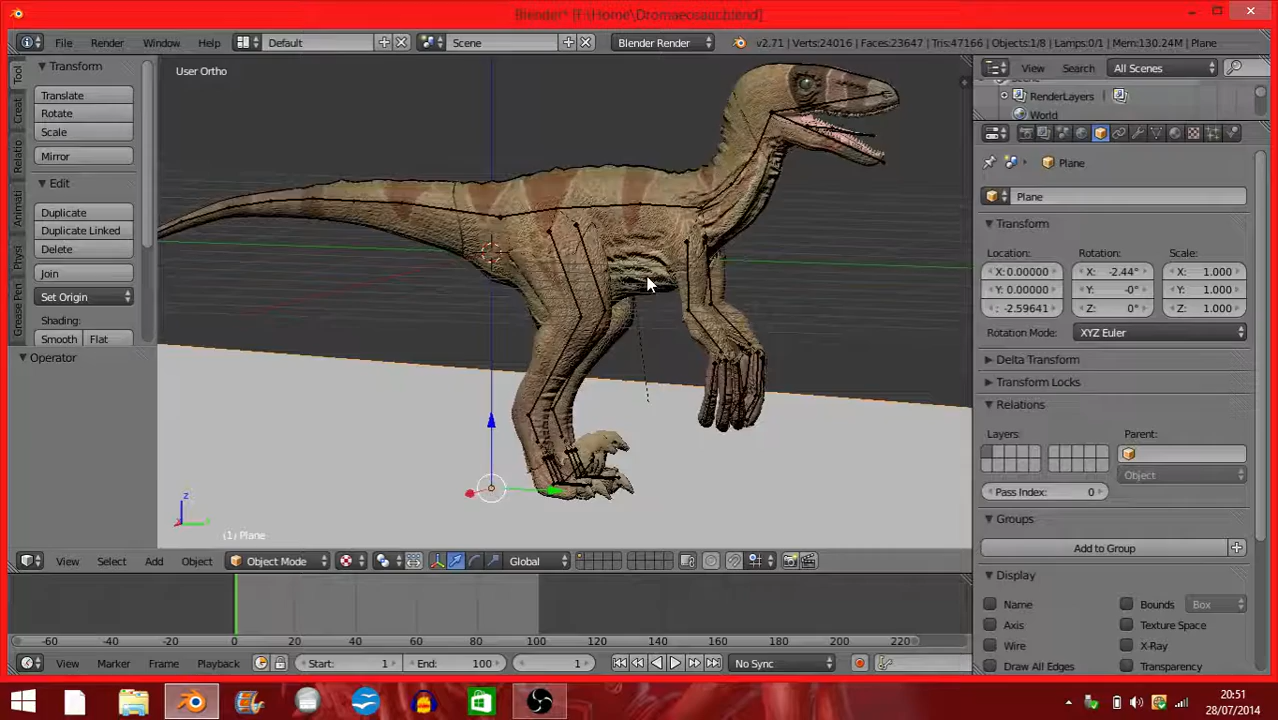 Blender* [F:\Home\Dromaeosaur.blend]
File Render Window Help Default Scene Blender Render v2.71 | Verts:24016 | Faces:23647 | Tris:47166 | Objects:1/8 | Lamps:0/1 | Mem:130.24M | Plane
Tool
Creat
Relatio
Animati
Physi
Grease Pen
Transform
Translate
Rotate
Scale
Mirror
Edit
Duplicate
Duplicate Linked
Delete
Join
Set Origin
Shading:
Smooth Flat
Operator
User Ortho
z
(1) Plane
View Select Add Object Object Mode Global
View Search All Scenes
RenderLayers
World
Plane
Plane
Transform
Location: Rotation: Scale:
X:0.00000 X: -2.44° X: 1.000
Y: 0.00000 Y: -0° Y: 1.000
: -2.59641 Z: 0° Z: 1.000
Rotation Mode: XYZ Euler
Delta Transform
Transform Locks
Relations
Layers: Parent:
Object
Pass Index: 0
Groups
Add to Group
Display
Name Bounds Box
Axis Texture Space
Wire X-Ray
Draw All Edges Transparency
-60 -40 -20 0 20 40 60 80 100 120 140 160 180 200 220
View Marker Frame Playback Start: 1 End: 100 1 No Sync
20:51
28/07/2014